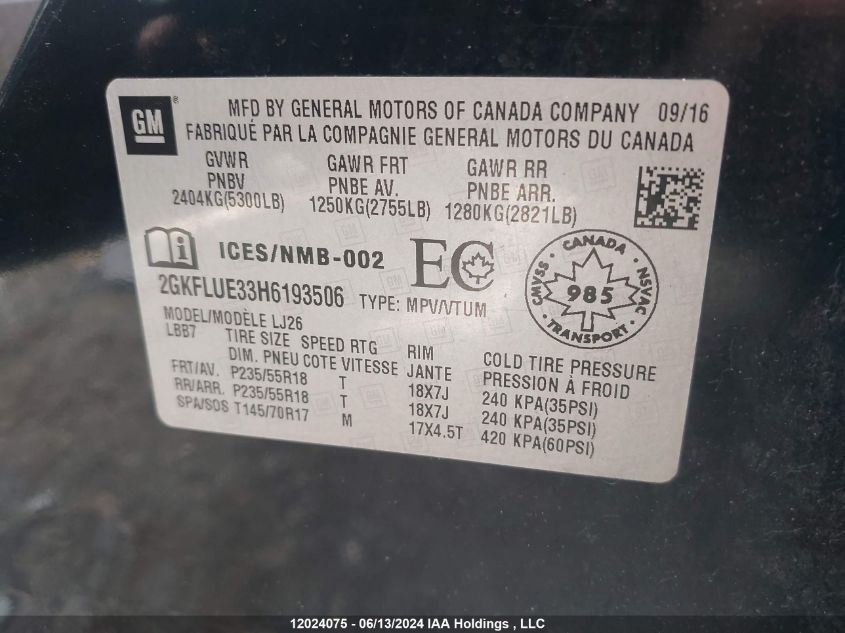 GM ® MFD BY GENERAL MOTORS OF CANADA COMPANY 09/16
FABRIQUÉ PAR LA COMPAGNIE GENERAL MOTORS DU CANADA
GVWR GAWR FRT GAWR RR
PNBV PNBE AV. PNBE ARR.
2404KG(5300LB) 1250KG(2755LB) 1280KG(2821LB)
ICES/NMB-002 EC
CANADA
CMVSS 985 NSVAC
TRANSPORT
2GKFLUE33H6193506 TYPE: MPV/VTUM
MODEL/MODÈLE LJ26
LBB7 TIRE SIZE SPEED RTG RIM COLD TIRE PRESSURE
DIM. PNEU COTE VITESSE JANTE PRESSION À FROID
FRT/AV. P235/55R18 T 18X7J 240 KPA(35PSI)
RR/ARR. P235/55R18 T 18X7J 240 KPA(35PSI)
SPA/SOS T145/70R17 M 17X4.5T 420 KPA(60PSI)
12024075 - 06/13/2024 IAA Holdings , LLC